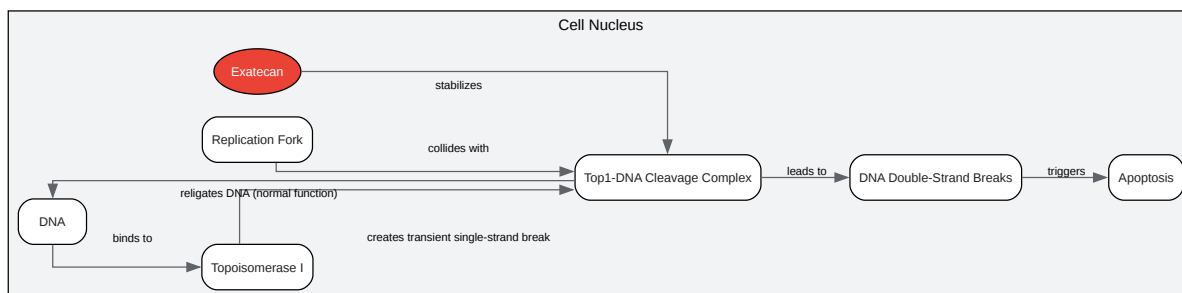 Cell Nucleus
Exatecan
stabilizes
Replication Fork
collides with
Top1-DNA Cleavage Complex
leads to
DNA Double-Strand Breaks
triggers
Apoptosis
religates DNA (normal function)
DNA
binds to
creates transient single-strand break
Topoisomerase I